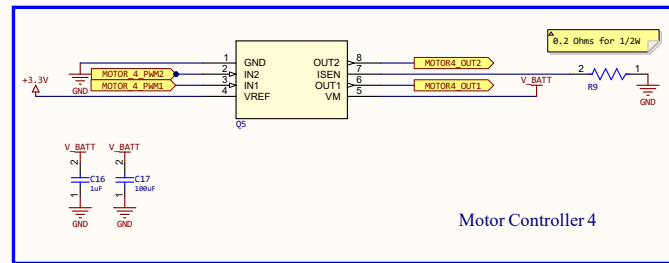 0.2 Ohms for 1/2W
+3.3V
MOTOR_4_PWM2
MOTOR_4_PWM1
GND
1
2
3
4
GND
IN2
IN1
VREF
OUT2
ISEN
OUT1
VM
8
7
6
5
Q5
MOTOR4_OUT2
MOTOR4_OUT1
V_BATT
2
1
R9
GND
V_BATT
2
C16
1uF
1
GND
V_BATT
2
C17
100uF
1
GND
Motor Controller 4